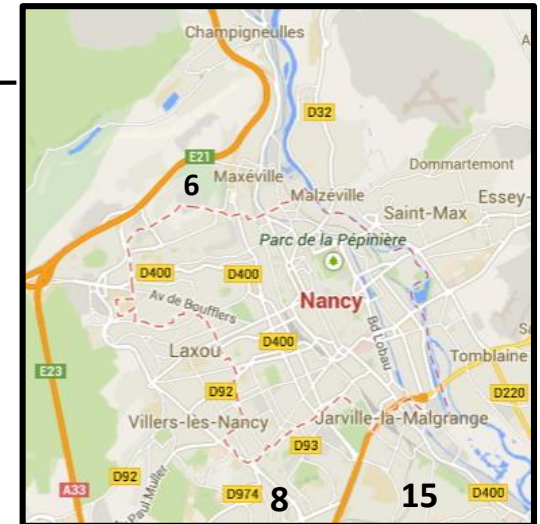 Champigneulles
A
D32
E21
6
Maxéville
Dommartemont
Malzéville
Essey-
Saint-Max
Parc de la Pépinière
D400
D400
Av de Boufflers
Nancy
Bd Lobau
D400
Laxou
E23
Tomblaine
D92
D220
Villers-lès-Nancy
Jarville-la-Malgrange
D93
D92
Paul Muller
A33
D974
8
15
D400